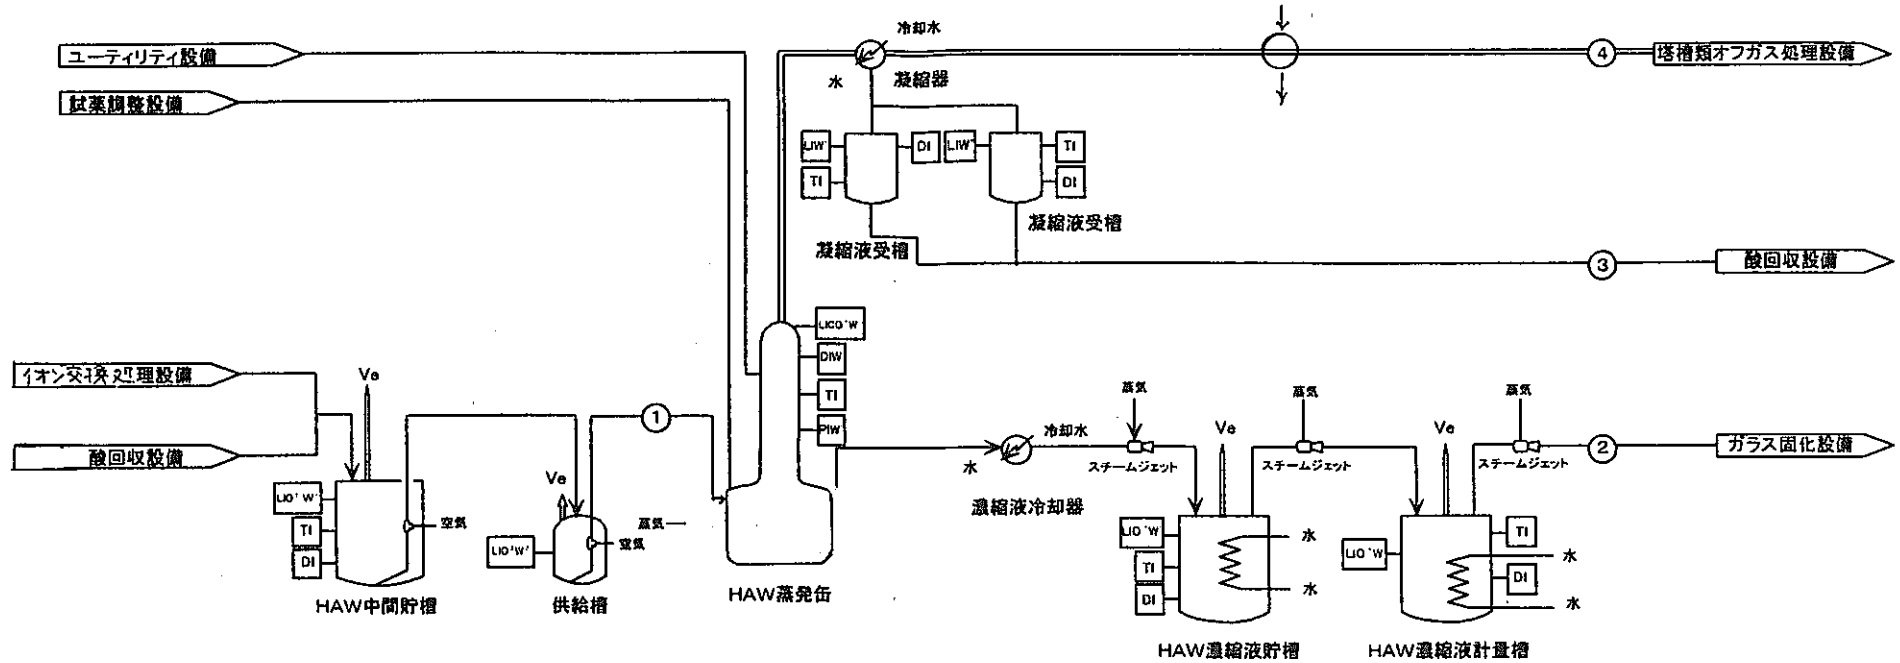 冷却水
ユーティリティ設備
水
凝縮器
④
塔槽類オフガス処理設備
試薬調整設備
LIW
DI
LIW
TI
TI
DI
凝縮液受槽
凝縮液受槽
③
酸回収設備
DIW
TI
PIW
イオン交換処理設備
Ve
酸回収設備
①
蒸気
蒸気
蒸気
冷却水
水
スチームジェット
Ve
スチームジェット
Ve
スチームジェット
②
ガラス固化設備
濃縮液冷却器
TI
DI
空気
Ve
空気
蒸気
TI
DI
水
水
TI
DI
水
水
HAW中間貯槽
供給槽
HAW蒸発缶
HAW濃縮液貯槽
HAW濃縮液計量槽